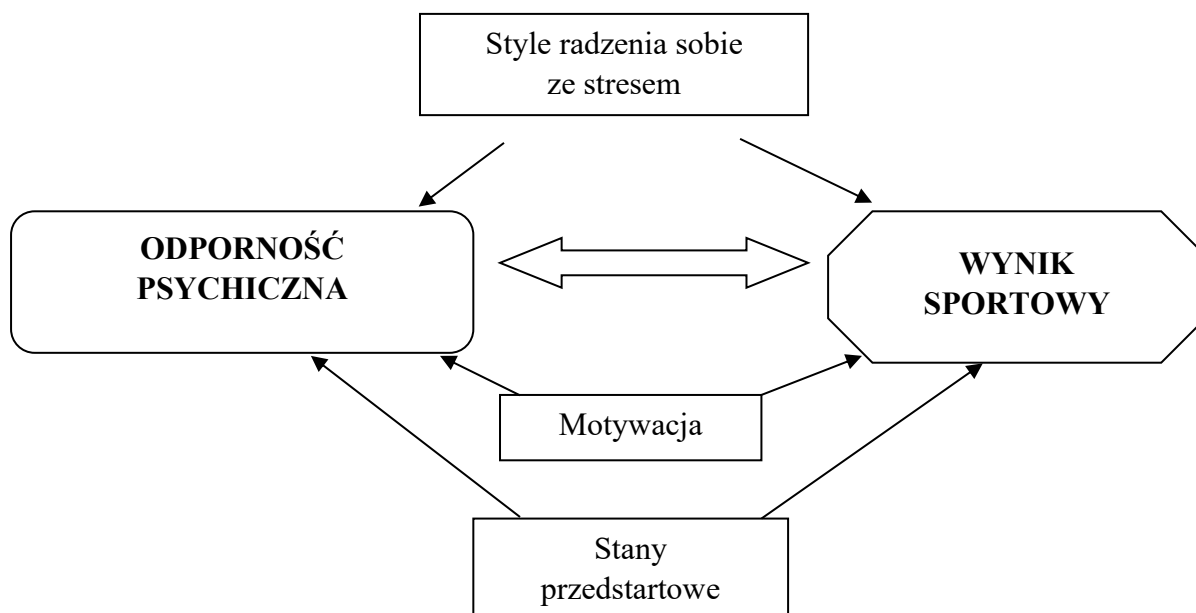 Style radzenia sobie
ze stresem
ODPORNOŚĆ
PSYCHICZNA
WYNIK
SPORTOWY
Motywacja
Stany
przedstartowe